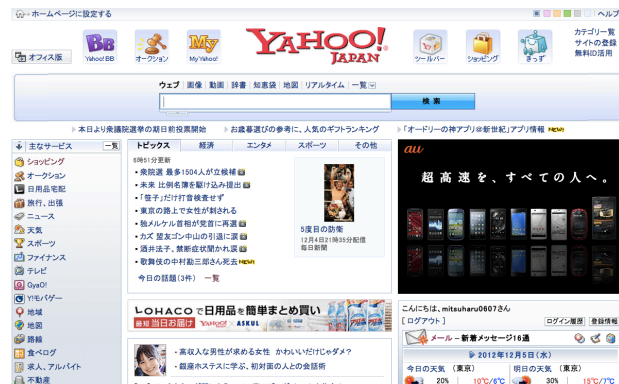 ホームページに設定する
ヘルプ
オフィス版
Yahoo! BB
オークション
My Yahoo!
YAHOO! JAPAN
ツールバー
ショッピング
きっず
カテゴリ一覧
サイトの登録
無料ID活用
ウェブ 画像 動画 辞書 知恵袋 地図 リアルタイム 一覧
検索
本日より衆議院選挙の期日前投票開始
お歳暮選びの参考に、人気のギフトランキング
「オードリーの神アプリ@新世紀」アプリ情報 NEW!
主なサービス 一覧
ショッピング
オークション
日用品宅配
旅行、出張
ニュース
天気
スポーツ
ファイナンス
テレビ
GyaO!
Y!モバゲー
地域
地図
路線
食べログ
求人、アルバイト
不動産
トピックス 経済 エンタメ スポーツ その他
6時51分更新
衆院選 最多1504人が立候補
未来 比例名簿を駆け込み提出
「笹子」だけ打音検査せず
東京の路上で女性が刺される
独メルケル首相が党首に再選
カズ 盟友ゴン中山の引退に涙
酒井法子、禁断症状聞かれ涙
歌舞伎の中村勘三郎さん死去 NEW!
今日の話題(3件) 一覧
5度目の防衛
12月4日21時35分配信
毎日新聞
LOHACOで日用品を簡単まとめ買い
最短当日お届け YAHOO! JAPAN × ASKUL
高収入な男性が求める女性 かわいいだけじゃダメ?
銀座ホステスに学ぶ、初対面の人との会話術
au
超高速を、すべての人へ。
こんにちは、mitsuharu0607さん
[ ログアウト ]
ログイン履歴 登録情報
メール - 新着メッセージ16通
2012年12月5日(水)
今日の天気 (東京)
明日の天気 (東京)
20% 10℃/6℃
30% 15℃/7℃